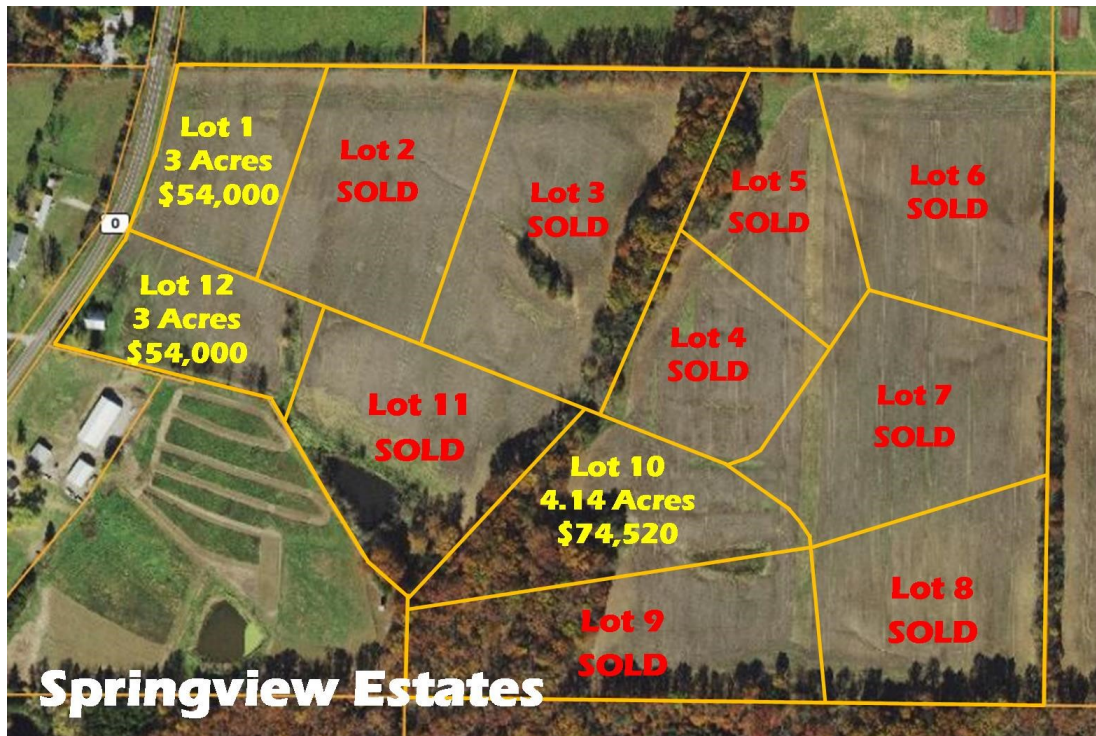 Lot 1
3 Acres
$54,000
Lot 2
SOLD
Lot 3
SOLD
Lot 5
SOLD
Lot 6
SOLD
0
Lot 12
3 Acres
$54,000
Lot 4
SOLD
Lot 11
SOLD
Lot 7
SOLD
Lot 10
4.14 Acres
$74,520
Lot 9
SOLD
Lot 8
SOLD
Springview Estates